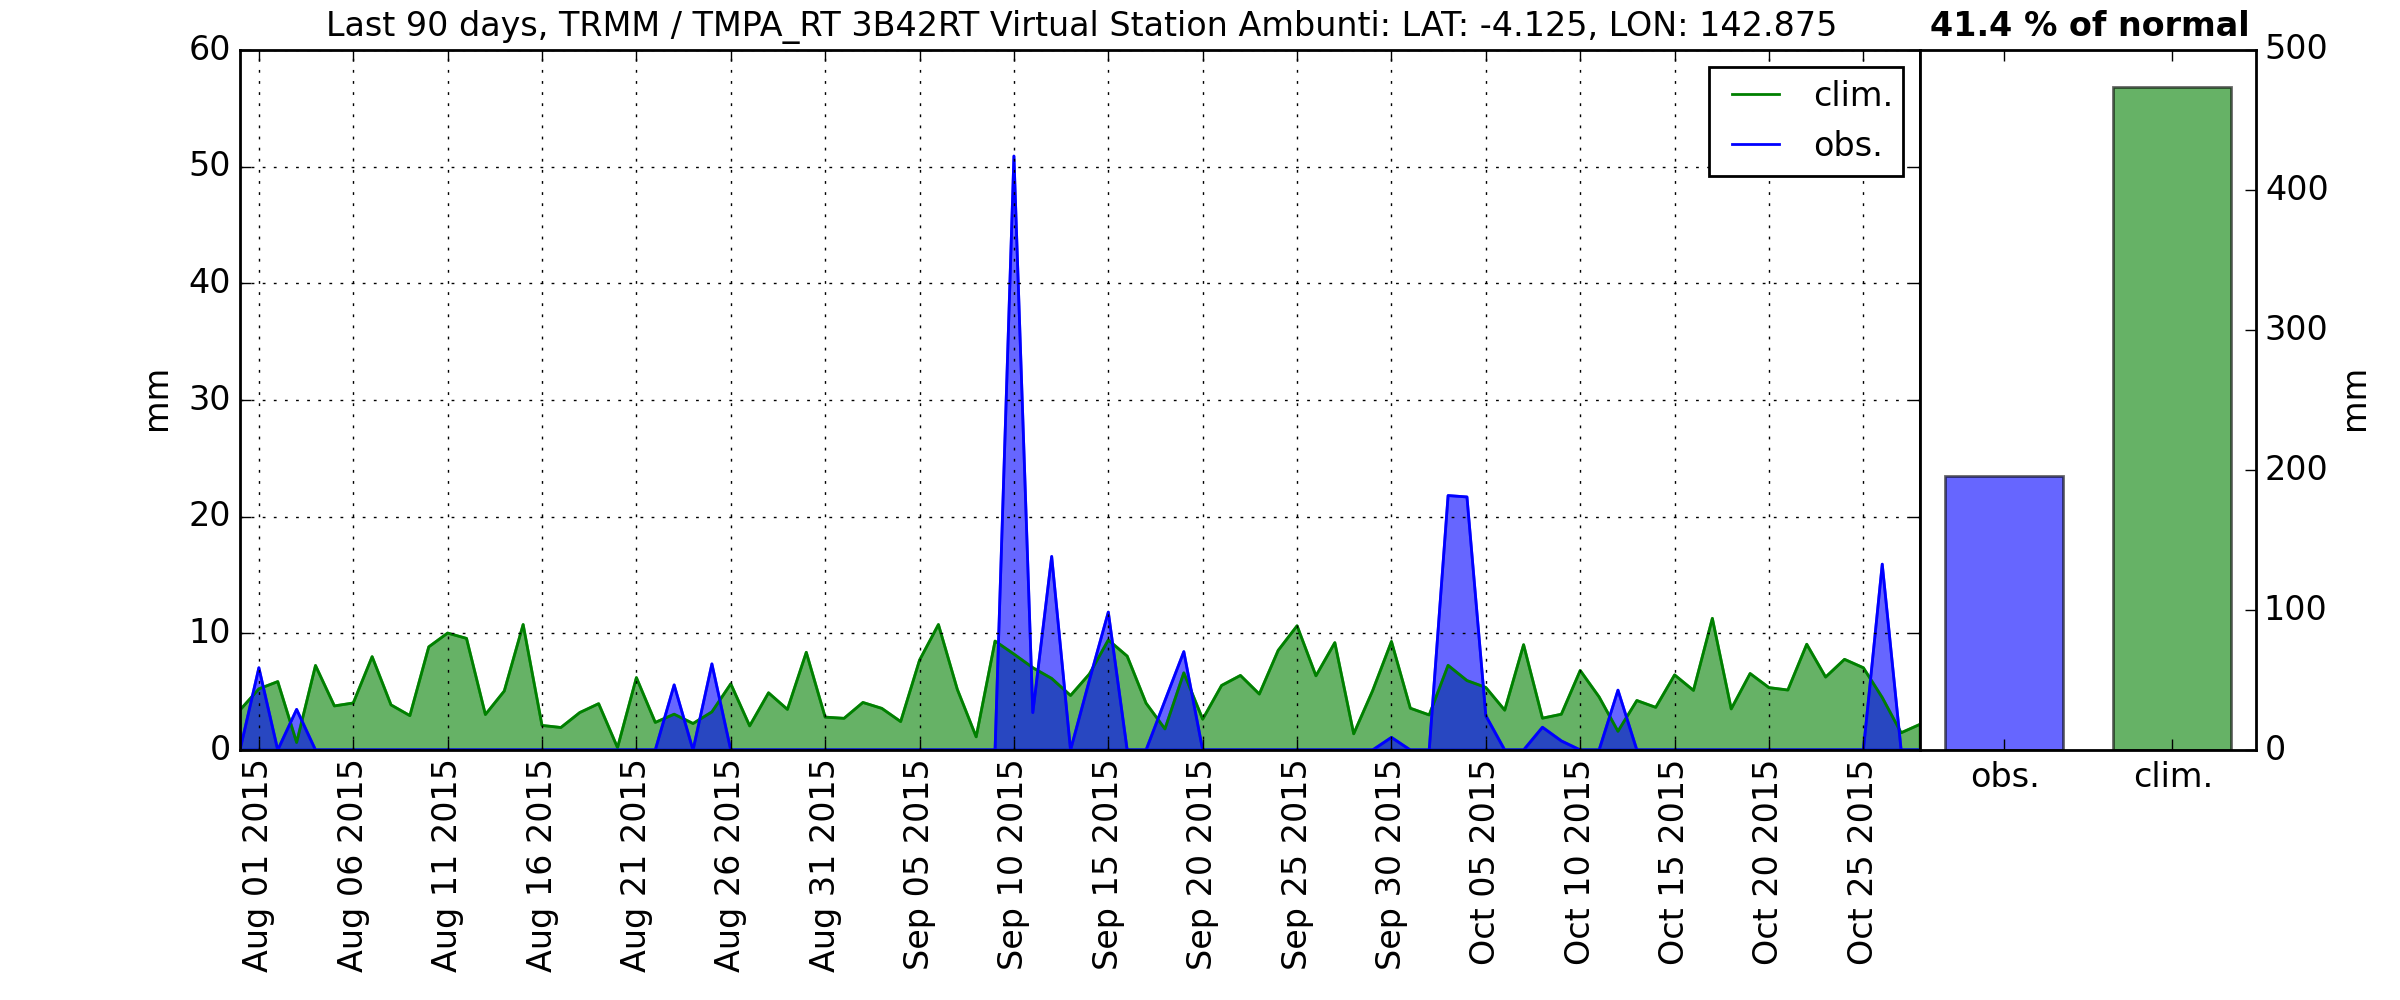 Last 90 days, TRMM / TMPA_RT 3B42RT Virtual Station Ambunti: LAT: -4.125, LON: 142.875
41.4 % of normal
60
50
40
30
20
10
0
mm
clim.
obs.
500
400
300
200
100
0
mm
Aug 01 2015
Aug 06 2015
Aug 11 2015
Aug 16 2015
Aug 21 2015
Aug 26 2015
Aug 31 2015
Sep 05 2015
Sep 10 2015
Sep 15 2015
Sep 20 2015
Sep 25 2015
Sep 30 2015
Oct 05 2015
Oct 10 2015
Oct 15 2015
Oct 20 2015
Oct 25 2015
obs.
clim.